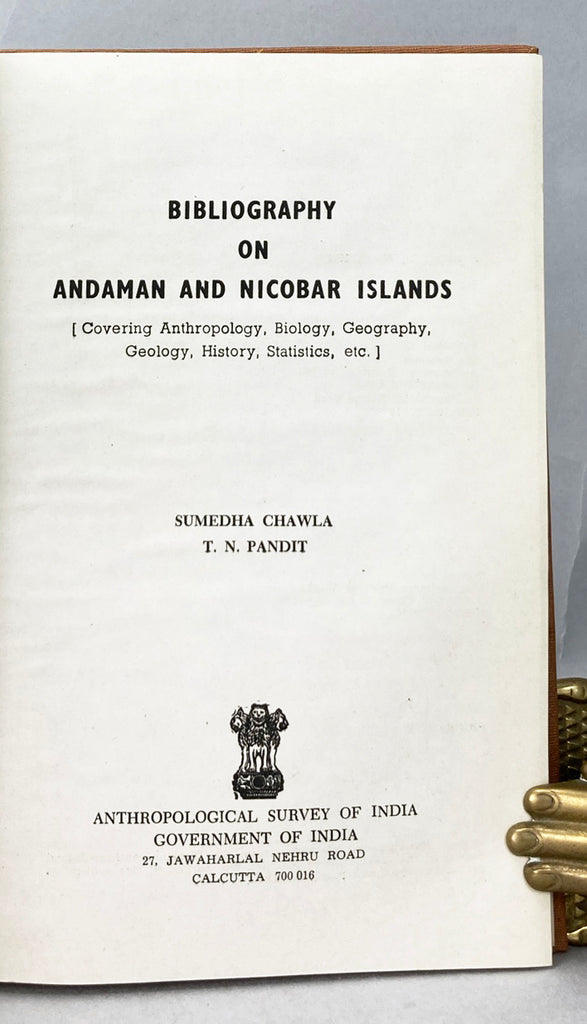 BIBLIOGRAPHY
ON
ANDAMAN AND NICOBAR ISLANDS
[ Covering Anthropology, Biology, Geography,
Geology, History, Statistics, etc. ]
SUMEDHA CHAWLA
T. N. PANDIT
ANTHROPOLOGICAL SURVEY OF INDIA
GOVERNMENT OF INDIA
27, JAWAHARLAL NEHRU ROAD
CALCUTTA 700 016